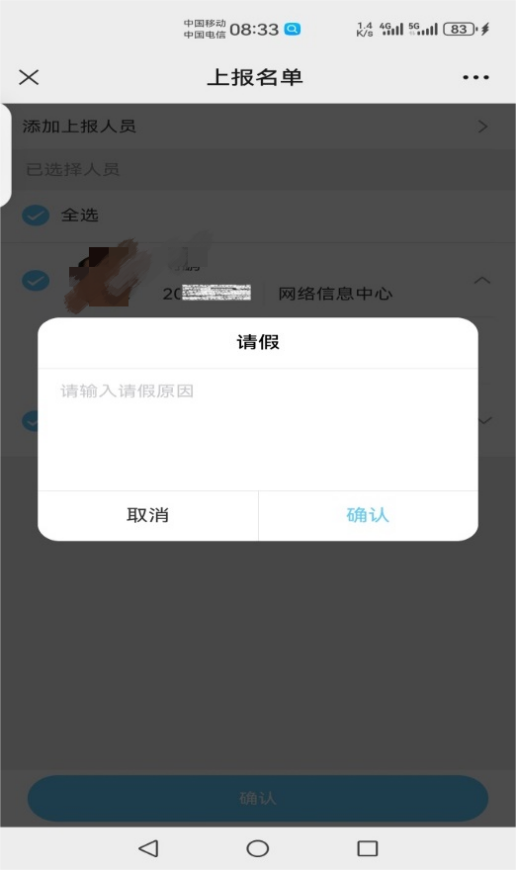 中国移动
中国电信 08:33
1.4 K/s 4G 5G 83
上报名单
添加上报人员
已选择人员
全选
20
网络信息中心
请假
请输入请假原因
取消
确认
确认